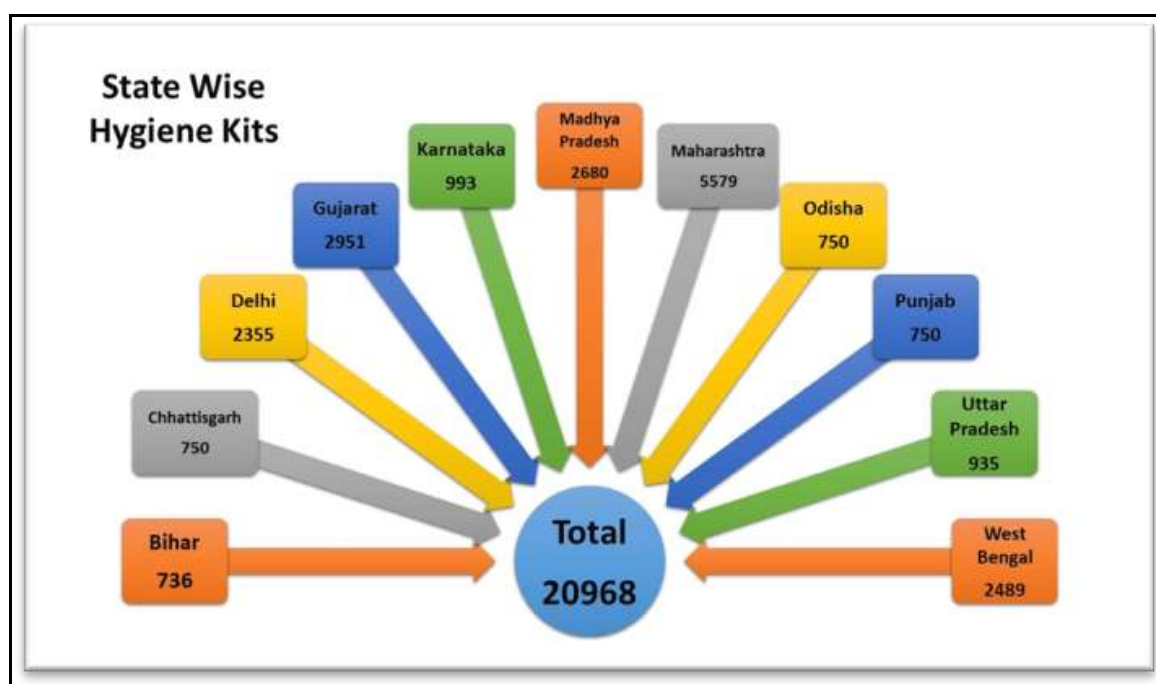 State Wise
Hygiene Kits
Bihar
736
Chhattisgarh
750
Delhi
2355
Gujarat
2951
Karnataka
993
Madhya
Pradesh
2680
Maharashtra
5579
Odisha
750
Punjab
750
Uttar
Pradesh
935
West
Bengal
2489
Total
20968